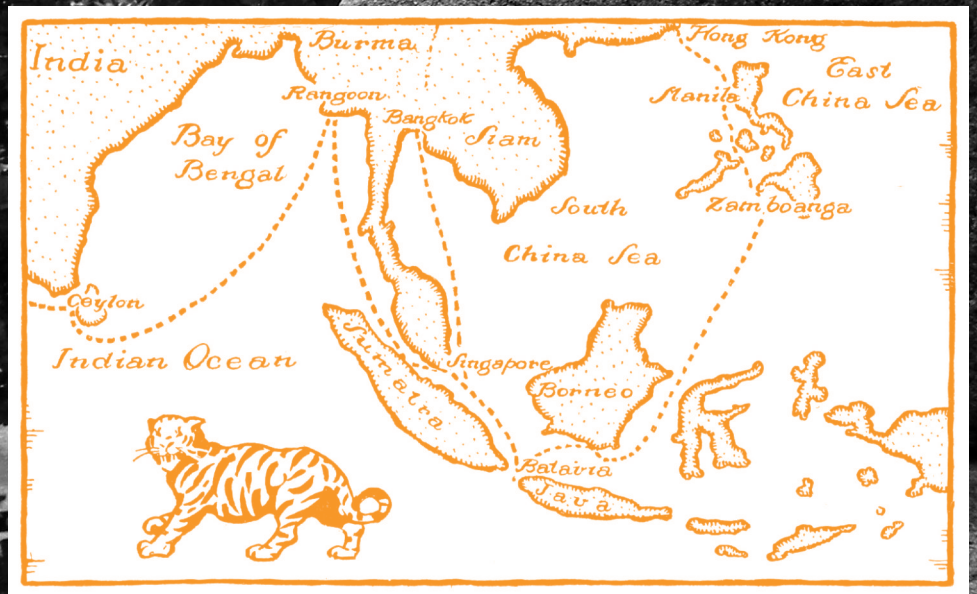 India
Burma
Hong Kong
East
China Sea
Rangoon
Manila
Bangkok
Siam
Bay of
Bengal
South
China Sea
Zamboanga
Ceylon
Indian Ocean
Sumatra
Singapore
Borneo
Batavia
Java